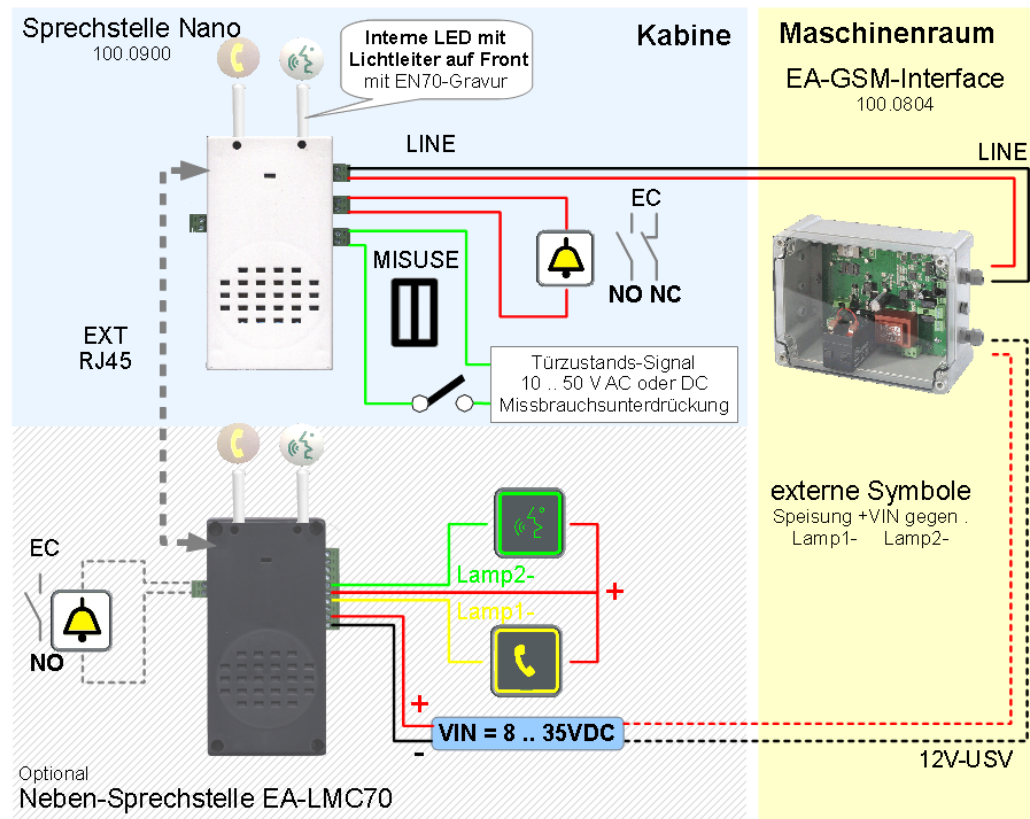 Sprechstelle Nano
100.0900
Interne LED mit
Lichtleiter auf Front
mit EN70-Gravur
Kabine
Maschinenraum
EA-GSM-Interface
100.0804
LINE
LINE
EC
NO NC
MISUSE
EXT
RJ45
Türzustands-Signal
10 .. 50 V AC oder DC
Missbrauchsunterdrückung
externe Symbole
Speisung +VIN gegen .
Lamp1- Lamp2-
EC
NO
Lamp2-
+
Lamp1-
+
VIN = 8 .. 35VDC
-
12V-USV
Optional
Neben-Sprechstelle EA-LMC70